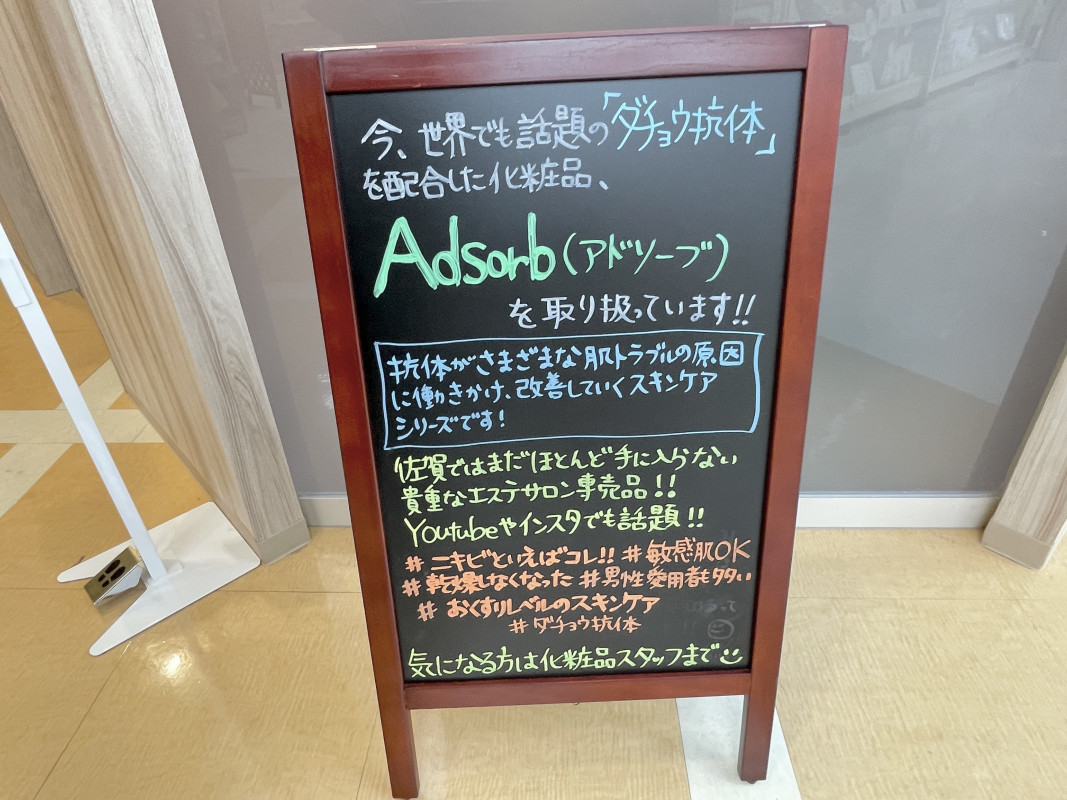 今、世界でも話題の「ダチョウ抗体」
を配合した化粧品、
Adsorb(アドソーブ)
を取り扱っています!!
抗体がさまざまな肌トラブルの原因
に働きかけ、改善していくスキンケア
シリーズです!
佐賀ではまだほとんど手に入らない
貴重なエステサロン専売品!!
Youtubeやインスタでも話題!!
#ニキビといえばコレ!! #敏感肌OK
#乾燥しなくなった #男性愛用者も多い
#おくすりレベルのスキンケア
#ダチョウ抗体
気になる方は化粧品スタッフまで